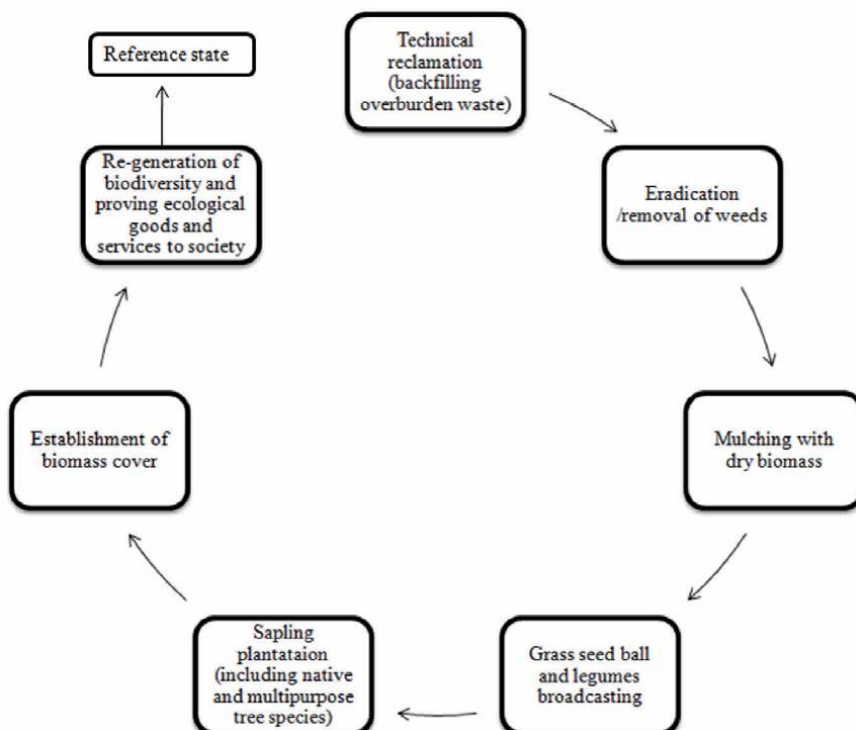 Reference state
Technical
reclamation
(backfilling
overburden waste)
Re-generation of
biodiversity and
proving ecological
goods and
services to society
Eradication
/removal of weeds
Establishment of
biomass cover
Mulching with
dry biomass
Sapling
plantataion
(including native
and multipurpose
tree species)
Grass seed ball
and legumes
broadcasting